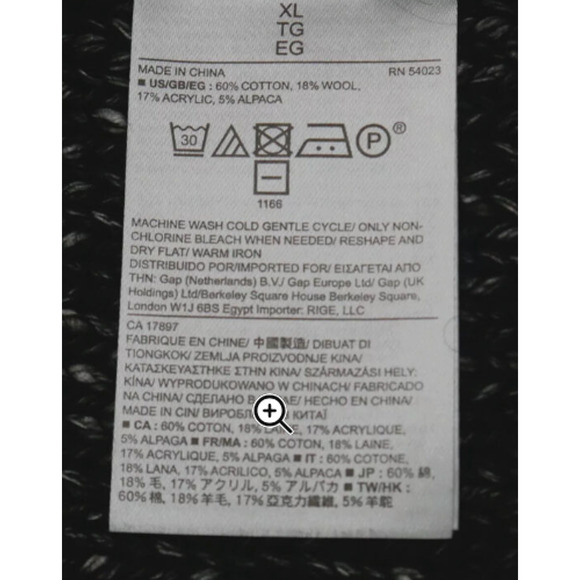 XL
TG
EG
MADE IN CHINA RN 54023
■ US/GB/EG : 60% COTTON, 18% WOOL,
17% ACRYLIC, 5% ALPACA
30 P ®
1166
MACHINE WASH COLD GENTLE CYCLE/ ONLY NON-
CHLORINE BLEACH WHEN NEEDED/ RESHAPE AND
DRY FLAT/ WARM IRON
DISTRIBUIDO POR/IMPORTED FOR/ ΕΙΣΑΓΕΤΑΙ ΑΠΟ
ΤΗΝ: Gap (Netherlands) B.V./ Gap Europe Ltd/ Gap (UK
Holdings) Ltd/Berkeley Square House Berkeley Square,
London W1J 6BS Egypt Importer: RIGE, LLC
CA 17897
FABRIQUE EN CHINE/ 中國製造/ DIBUAT DI
TIONGKOK/ ZEMLJA PROIZVODNJE KINA/
ΚΑΤΑΣΚΕΥΑΣΤΗΚΕ ΣΤΗΝ ΚΙΝΑ/ SZÁRMAZÁSI HELY:
KÍNA/ WYPRODUKOWANO W CHINACH/ FABRICADO
NA CHINA/ СДЕЛАНО В / HECHO EN CHINA/
MADE IN CIN/ КИТАЇ
■ CA : 60% COTON, 18% LAINE, 17% ACRYLIQUE,
5% ALPAGA ■ FR/MA : 60% COTON, 18% LAINE,
17% ACRYLIQUE, 5% ALPAGA ■ IT : 60% COTONE,
18% LANA, 17% ACRILICO, 5% ALPACA ■ JP : 60% 綿,
18% 毛, 17% アクリル, 5% アルパカ ■ TW/HK :
60% 棉, 18% 羊毛, 17% 亞克力纖維, 5% 羊駝